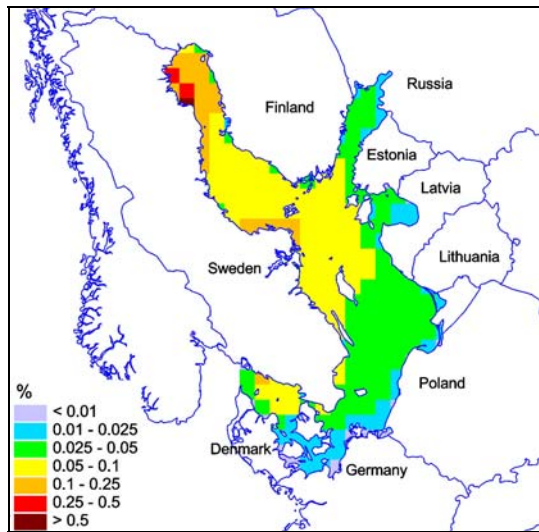 Russia
Finland
Estonia
Latvia
Lithuania
Sweden
Poland
Denmark
Germany
%
< 0.01
0.01 - 0.025
0.025 - 0.05
0.05 - 0.1
0.1 - 0.25
0.25 - 0.5
> 0.5